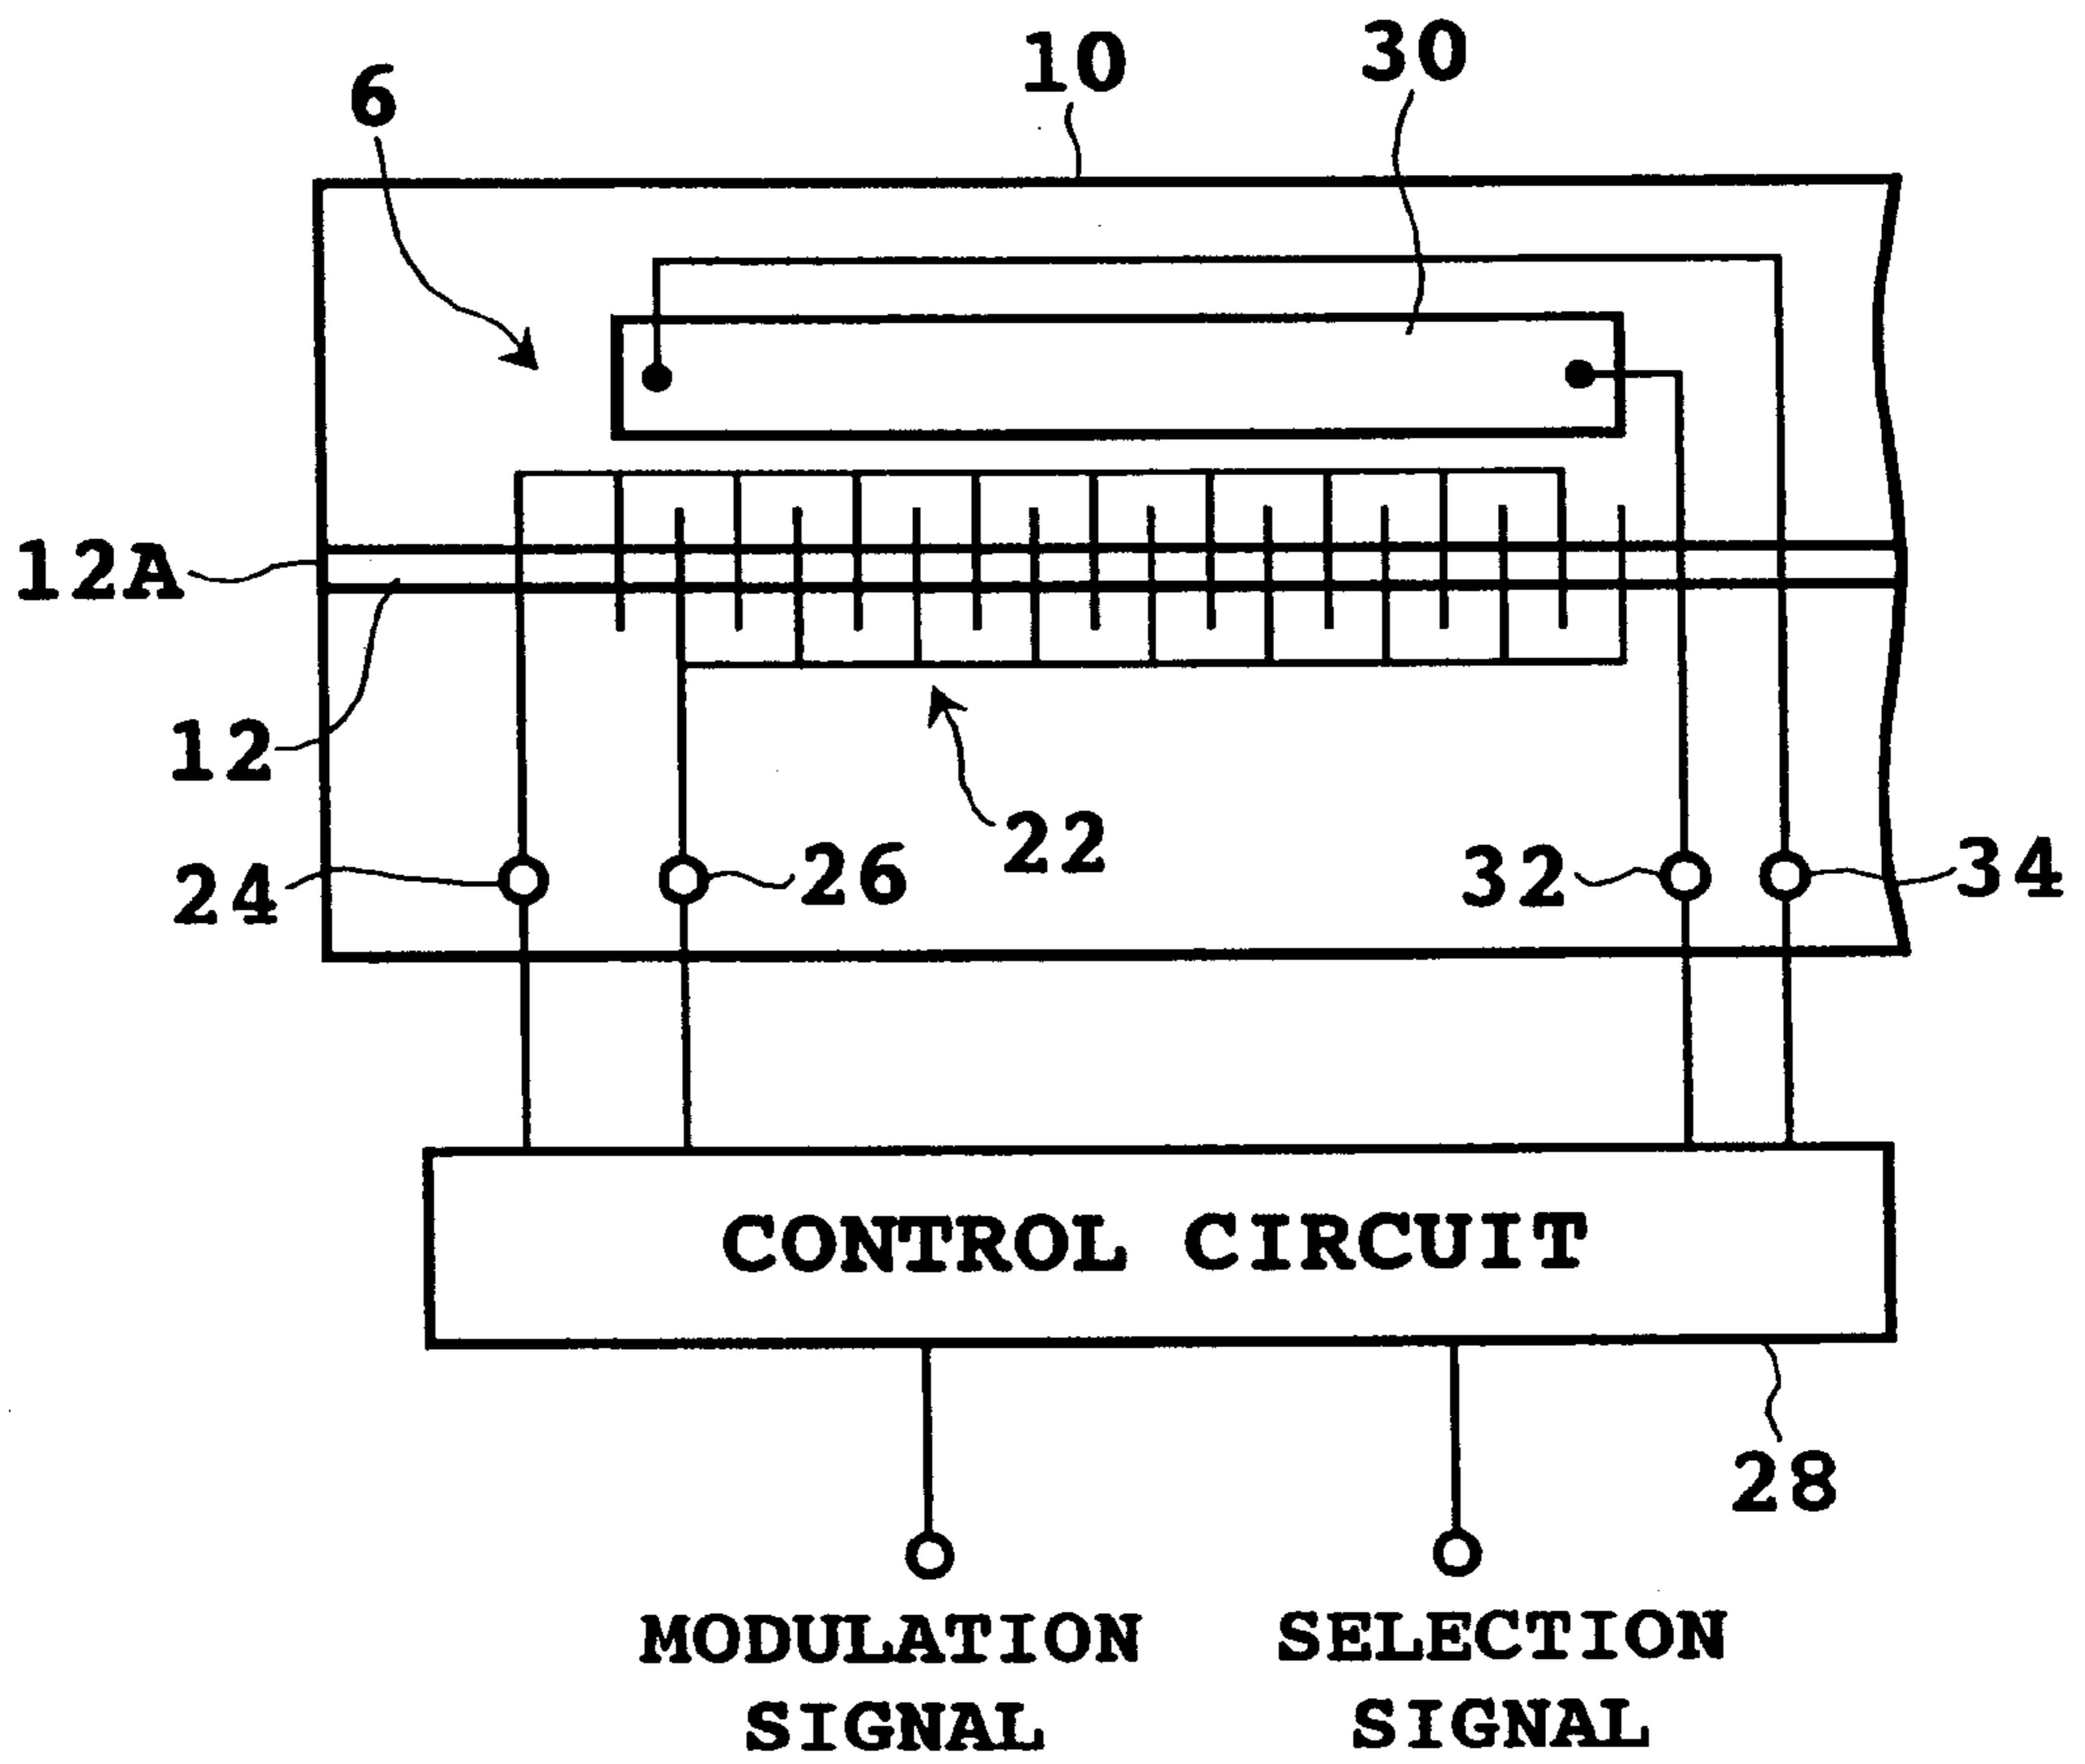 30
10
6
12A
12
22
24
26
32
34
CONTROL CIRCUIT
28
MODULATION
SIGNAL
SELECTION
SIGNAL